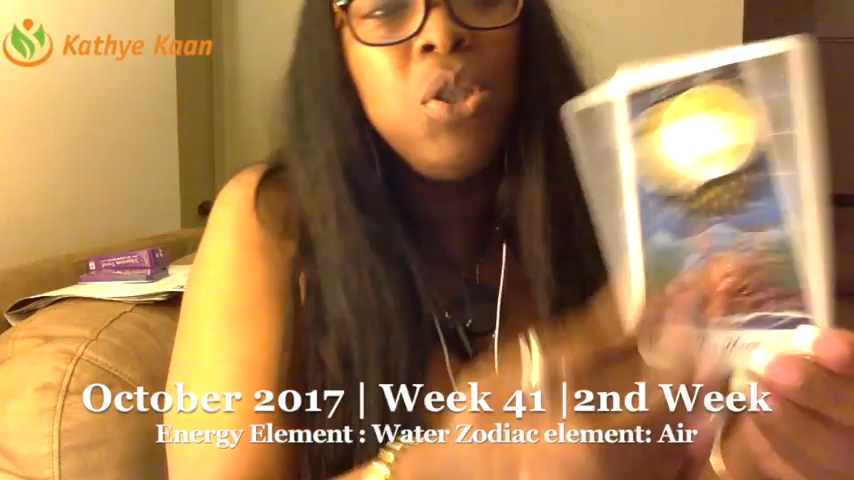 Kathye Kaan
October 2017 | Week 41 |2nd Week
Energy Element : Water Zodiac element: Air